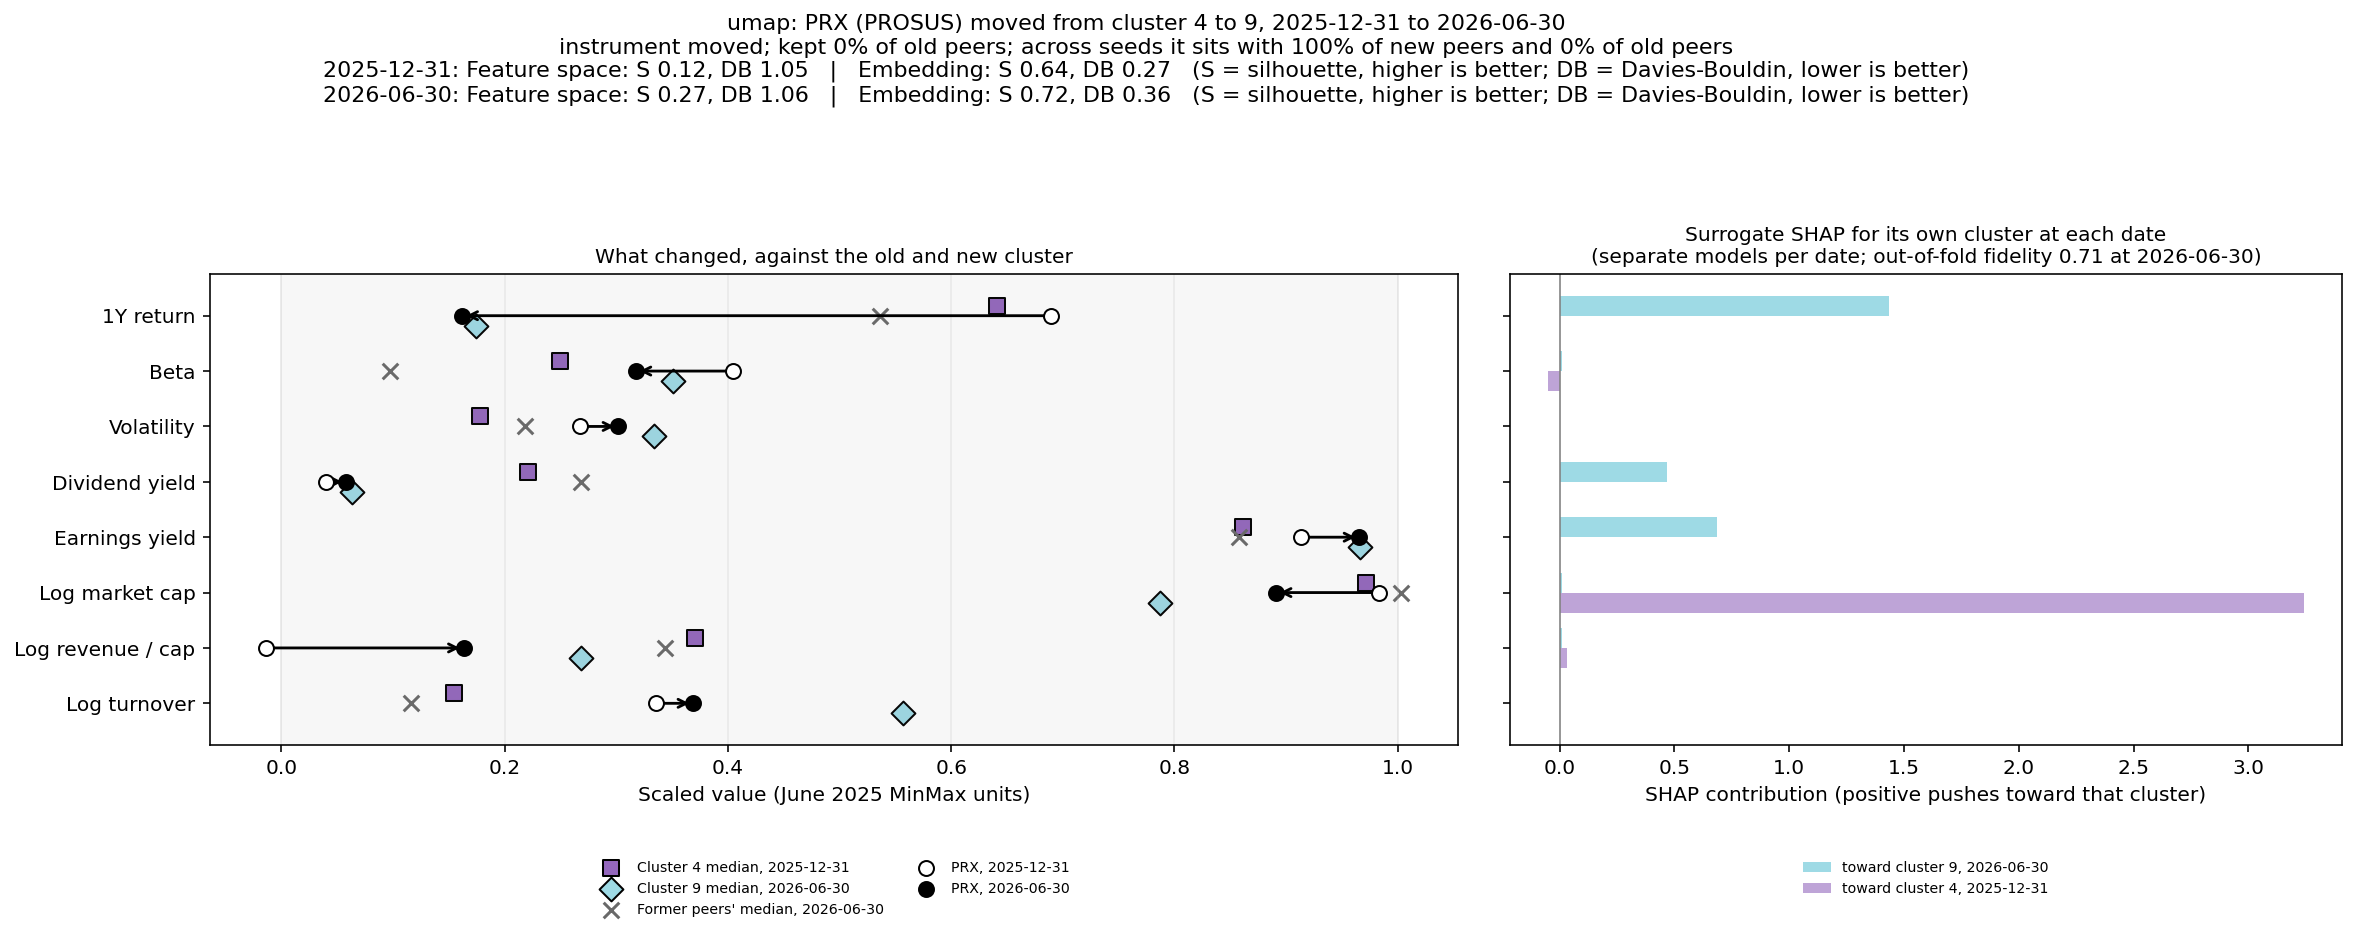 umap: PRX (PROSUS) moved from cluster 4 to 9, 2025-12-31 to 2026-06-30
instrument moved; kept 0% of old peers; across seeds it sits with 100% of new peers and 0% of old peers
2025-12-31: Feature space: S 0.12, DB 1.05 | Embedding: S 0.64, DB 0.27 (S = silhouette, higher is better; DB = Davies-Bouldin, lower is better)
2026-06-30: Feature space: S 0.27, DB 1.06 | Embedding: S 0.72, DB 0.36 (S = silhouette, higher is better; DB = Davies-Bouldin, lower is better)
What changed, against the old and new cluster
1Y return
Beta
Volatility
Dividend yield
Earnings yield
Log market cap
Log revenue / cap
Log turnover
0.0 0.2 0.4 0.6 0.8 1.0
Scaled value (June 2025 MinMax units)
Cluster 4 median, 2025-12-31
Cluster 9 median, 2026-06-30
Former peers' median, 2026-06-30
PRX, 2025-12-31
PRX, 2026-06-30
Surrogate SHAP for its own cluster at each date
(separate models per date; out-of-fold fidelity 0.71 at 2026-06-30)
0.0 0.5 1.0 1.5 2.0 2.5 3.0
SHAP contribution (positive pushes toward that cluster)
toward cluster 9, 2026-06-30
toward cluster 4, 2025-12-31